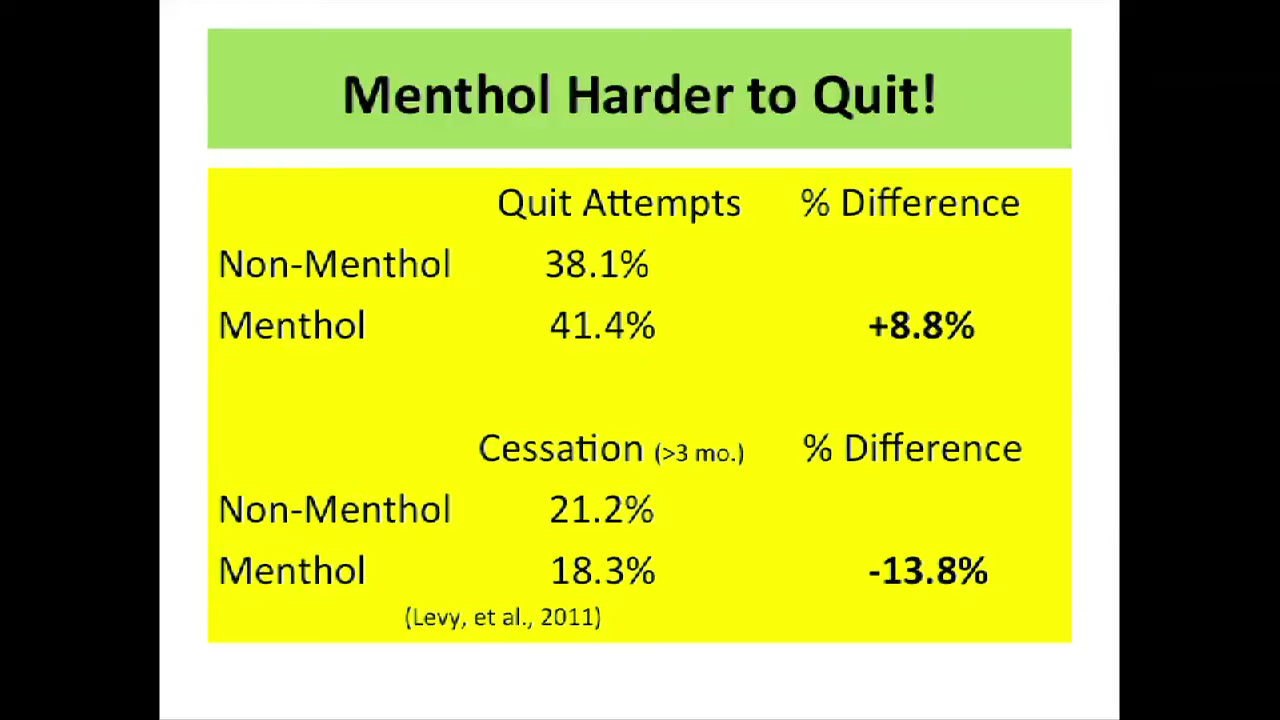 Menthol Harder to Quit!
Quit Attempts % Difference
Non-Menthol 38.1%
Menthol 41.4% +8.8%
Cessation (>3 mo.) % Difference
Non-Menthol 21.2%
Menthol 18.3% -13.8%
(Levy, et al., 2011)